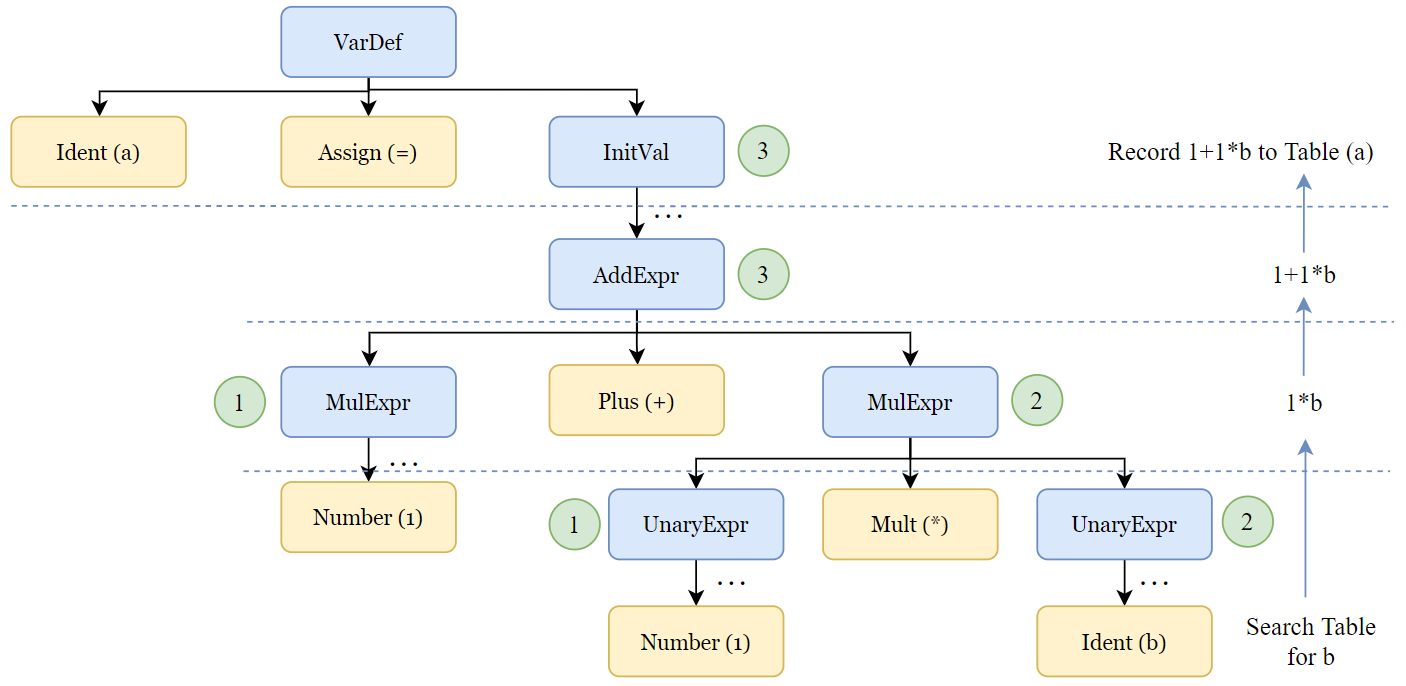 VarDef
Ident (a)
Assign (=)
InitVal
3
Record 1+1*b to Table (a)
...
AddExpr
3
1+1*b
1
MulExpr
Plus (+)
MulExpr
2
1*b
...
Number (1)
1
UnaryExpr
Mult (*)
UnaryExpr
2
...
...
Number (1)
Ident (b)
Search Table
for b